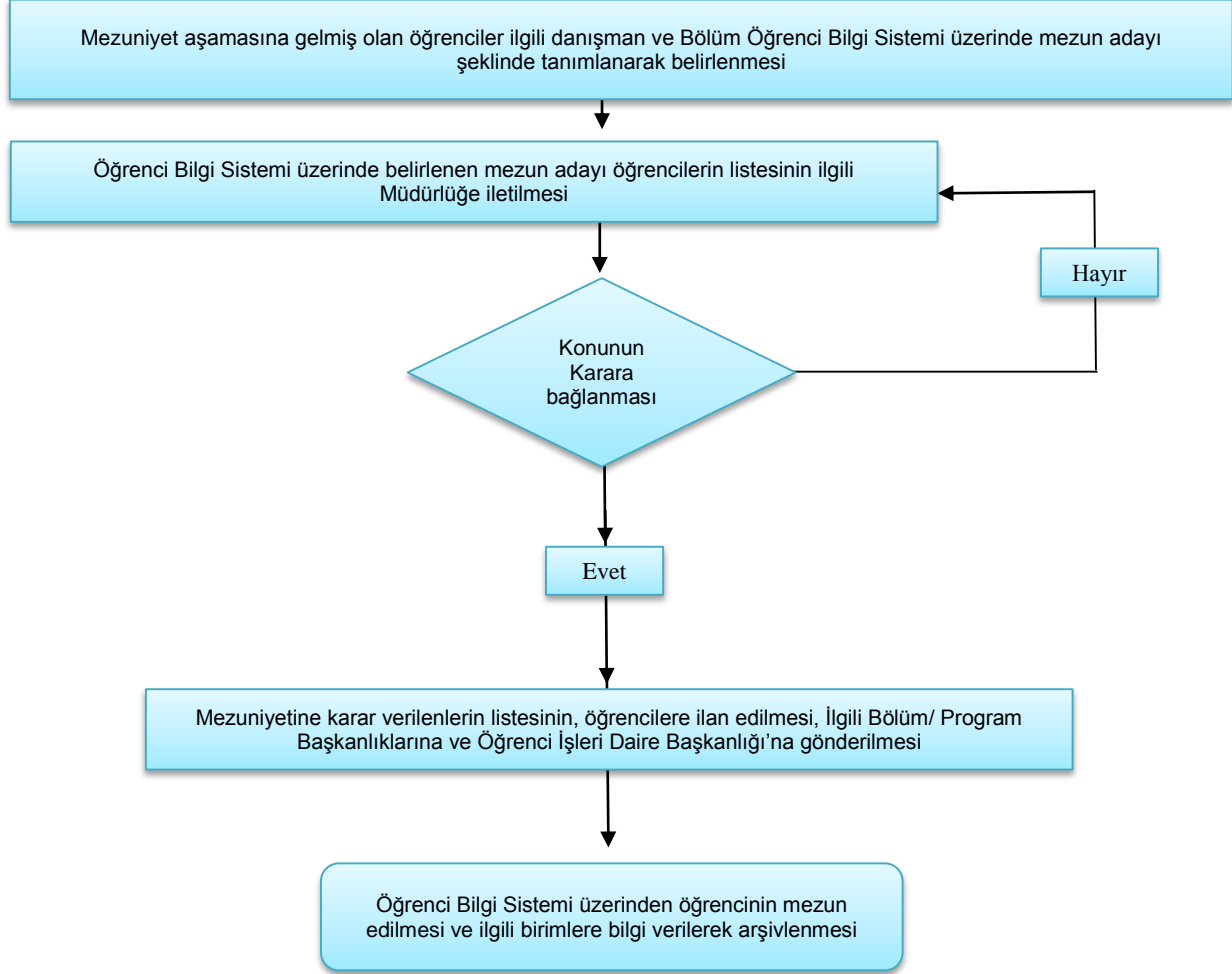 Mezuniyet aşamasına gelmiş olan öğrenciler ilgili danışman ve Bölüm Öğrenci Bilgi Sistemi üzerinde mezun adayı
şeklinde tanımlanarak belirlenmesi
Öğrenci Bilgi Sistemi üzerinde belirlenen mezun adayı öğrencilerin listesinin ilgili
Müdürlüğe iletilmesi
Hayır
Konunun
Karara
bağlanması
Evet
Mezuniyetine karar verilenlerin listesinin, öğrencilere ilan edilmesi, İlgili Bölüm/ Program
Başkanlıklarına ve Öğrenci İşleri Daire Başkanlığı’na gönderilmesi
Öğrenci Bilgi Sistemi üzerinden öğrencinin mezun
edilmesi ve ilgili birimlere bilgi verilerek arşivlenmesi